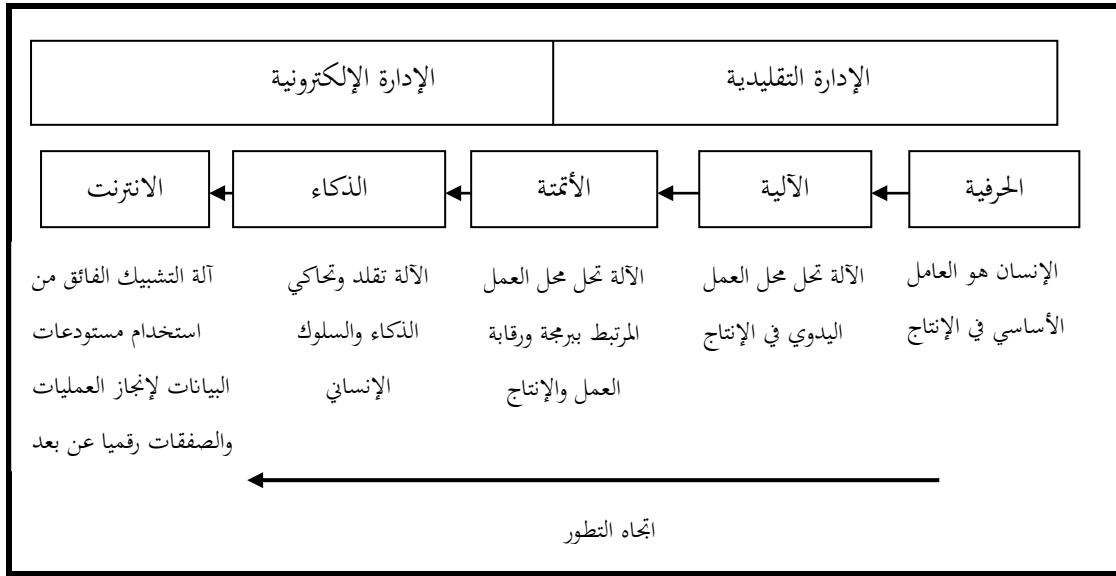 الإدارة التقليدية
الإدارة الإلكترونية
الحرفية
الآلية
الأتمتة
الذكاء
الانترنت
الإنسان هو العامل
الأساسي في الإنتاج
الآلة تحل محل العمل
اليدوي في الإنتاج
الآلة تحل محل العمل
المرتبط ببرمجة ورقابة
العمل والإنتاج
الآلة تقلد وتحاكي
الذكاء والسلوك
الإنساني
آلة التشبيك الفائق من
استخدام مستودعات
البيانات لإنجاز العمليات
والصفقات رقميا عن بعد
اتجاه التطور